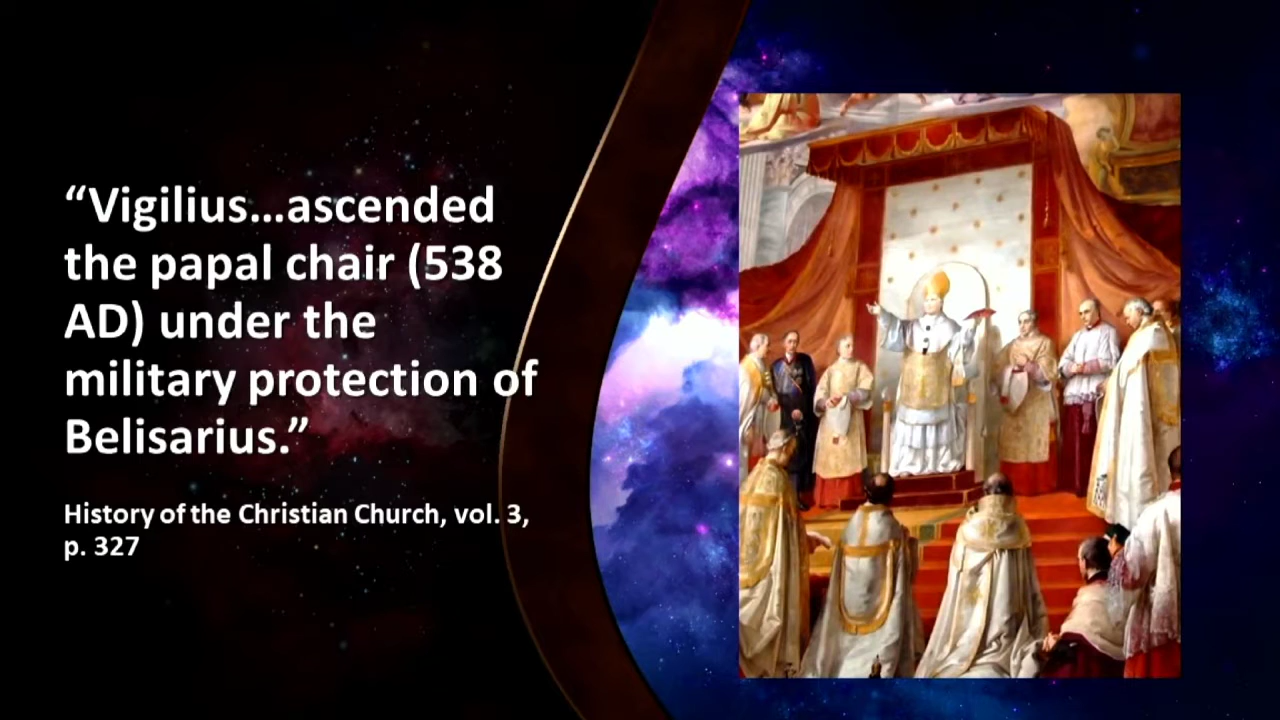 “Vigilius...ascended
the papal chair (538
AD) under the
military protection of
Belisarius.”
History of the Christian Church, vol. 3,
p. 327